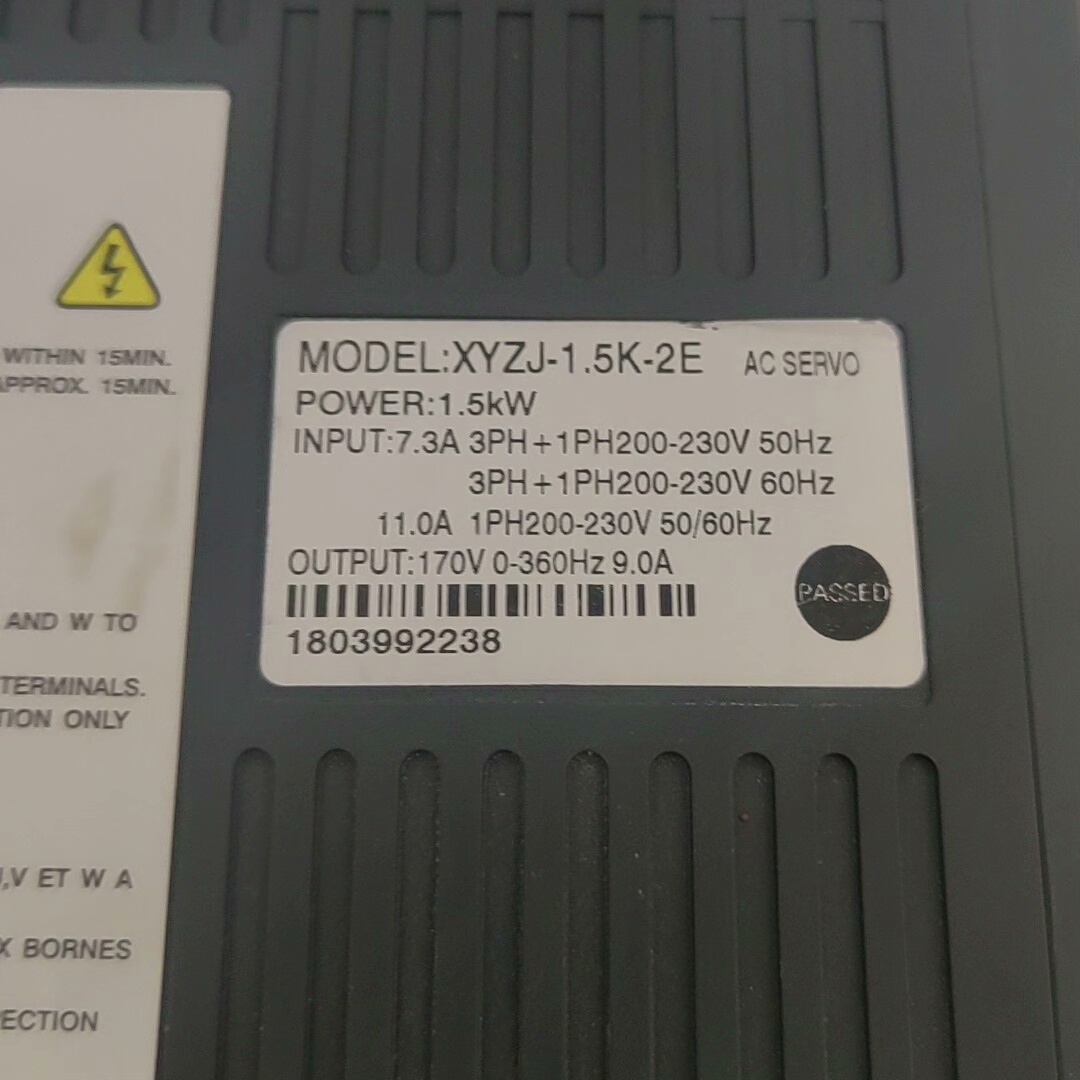 WITHIN 15MIN.
APPROX. 15MIN.
AND W TO
TERMINALS.
ONLY
,V ET W A
BORNES
MODEL:XYZJ-1.5K-2E AC SERVO
POWER:1.5kW
INPUT:7.3A 3PH+1PH200-230V 50Hz
3PH+1PH200-230V 60Hz
11.0A 1PH200-230V 50/60Hz
OUTPUT:170V 0-360Hz 9.0A
PASSED
1803992238